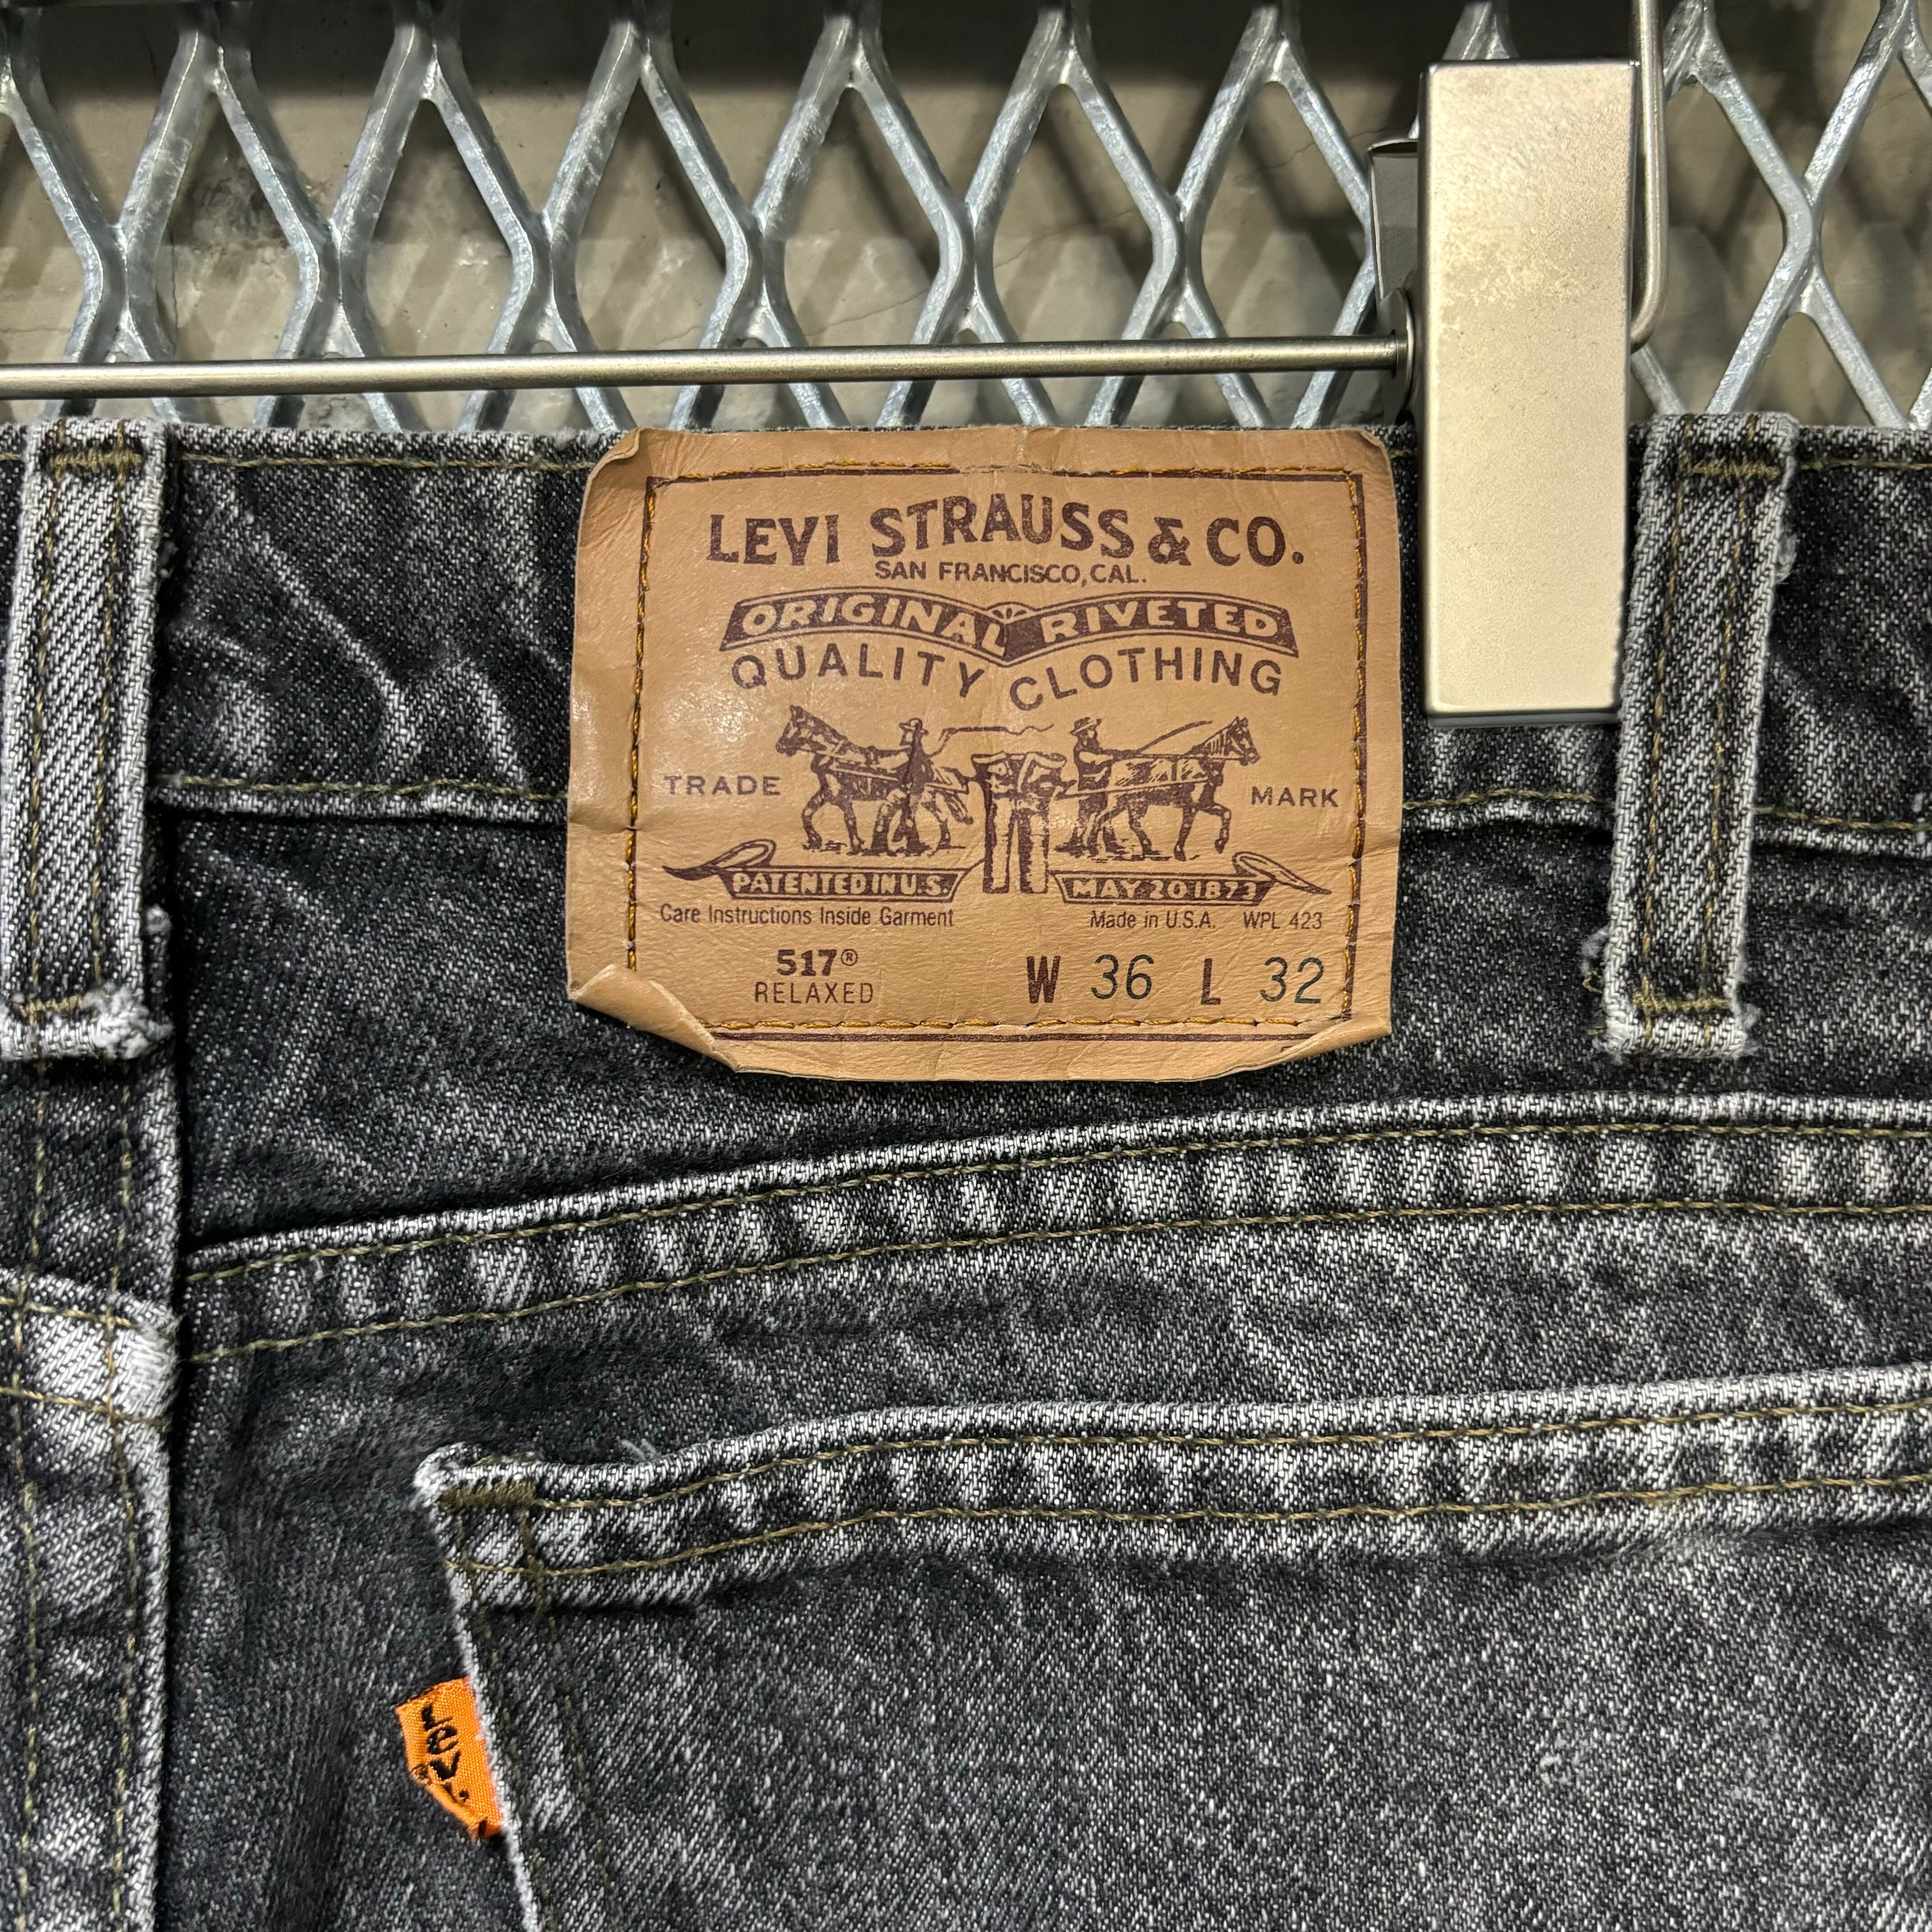 LEVI STRAUSS & CO.
SAN FRANCISCO, CAL.
ORIGINAL RIVETED
QUALITY CLOTHING
TRADE MARK
PATENTED IN U.S. MAY 20 1873
Care Instructions Inside Garment Made in U.S.A. WPL 423
517® W 36 L 32
RELAXED
LEVI